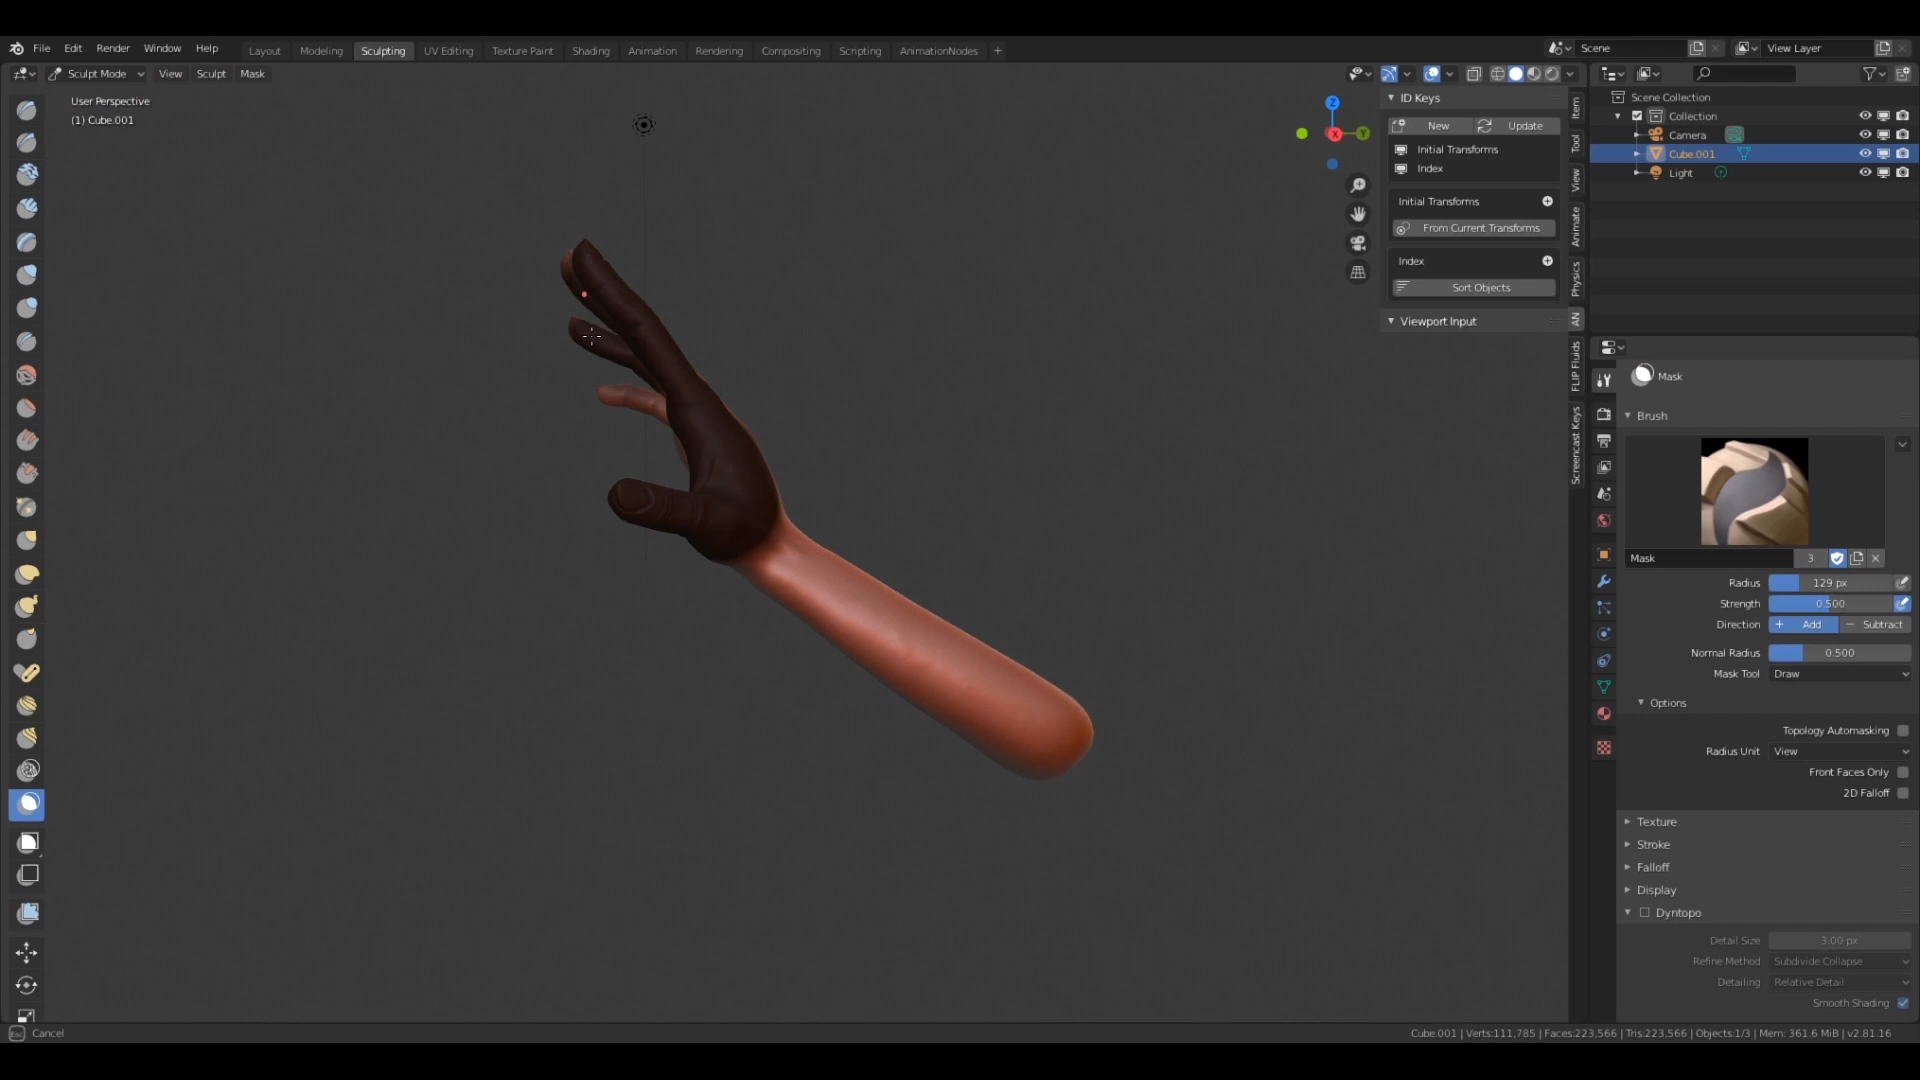 File Edit Render Window Help Layout Modeling Sculpting UV Editing Texture Paint Shading Animation Rendering Compositing Scripting AnimationNodes + Scene View Layer
Sculpt Mode View Sculpt Mask
User Perspective
(1) Cube.001
Z
X
Y
ID Keys
New Update
Initial Transforms
Index
Initial Transforms
From Current Transforms
Index
Sort Objects
Viewport Input
Item
Tool
View
Animate
Physics
AN
FLIP Fluids
Screencast Keys
Scene Collection
Collection
Camera
Cube.001
Light
Mask
Brush
Mask 3
Radius 129 px
Strength 0.500
Direction + Add − Subtract
Normal Radius 0.500
Mask Tool Draw
Options
Topology Automasking
Radius Unit View
Front Faces Only
2D Falloff
Texture
Stroke
Falloff
Display
Dyntopo
Detail Size 3.00 px
Refine Method Subdivide Collapse
Detailing Relative Detail
Smooth Shading
Esc Cancel
Cube.001 | Verts:111,785 | Faces:223,566 | Tris:223,566 | Objects:1/3 | Mem: 361.6 MiB | v2.81.16